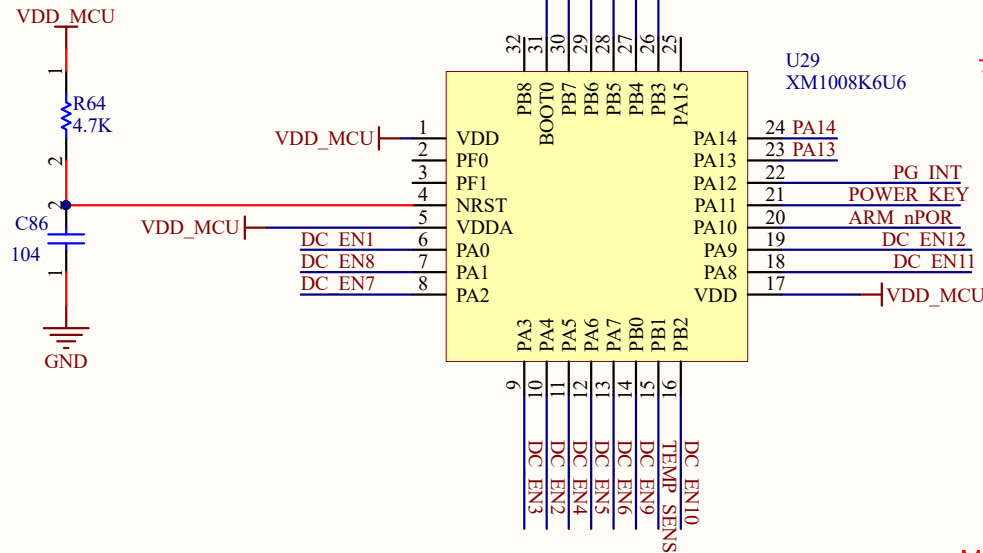 VDD_MCU
1
R64
4.7K
2
2
C86
104
1
GND
U29
XM1008K6U6
32
31
30
29
28
27
26
25
PB8
BOOT0
PB7
PB6
PB5
PB4
PB3
PA15
VDD_MCU
1 VDD
2 PF0
3 PF1
4 NRST
VDD_MCU
5 VDDA
DC_EN1 6 PA0
DC_EN8 7 PA1
DC_EN7 8 PA2
PA14 24 PA14
PA13 23 PA13
PA12 22 PG_INT
PA11 21 POWER_KEY
PA10 20 ARM_nPOR
PA9 19 DC_EN12
PA8 18 DC_EN11
VDD 17 VDD_MCU
PA3
PA4
PA5
PA6
PA7
PB0
PB1
PB2
9
10
11
12
13
14
15
16
DC_EN3
DC_EN2
DC_EN4
DC_EN5
DC_EN6
DC_EN9
TEMP_SENS
DC_EN10